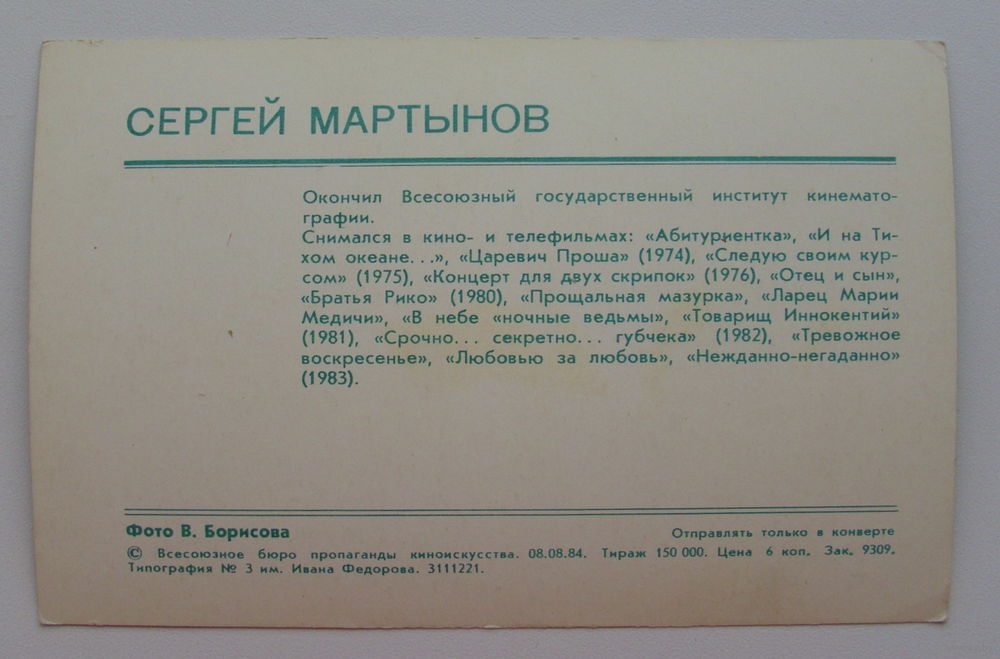 СЕРГЕЙ МАРТЫНОВ
Окончил Всесоюзный государственный институт кинемато-
графии.
Снимался в кино- и телефильмах: «Абитуриентка», «И на Ти-
хом океане...», «Царевич Проша» (1974), «Следую своим кур-
сом» (1975), «Концерт для двух скрипок» (1976), «Отец и сын»,
«Братья Рико» (1980), «Прощальная мазурка», «Ларец Марии
Медичи», «В небе «ночные ведьмы», «Товарищ Иннокентий»
(1981), «Срочно... секретно... губчека» (1982), «Тревожное
воскресенье», «Любовью за любовь», «Нежданно-негаданно»
(1983).
Фото В. Борисова
Отправлять только в конверте
© Всесоюзное бюро пропаганды киноискусства. 08.08.84. Тираж 150 000. Цена 6 коп. Зак. 9309.
Типография № 3 им. Ивана Федорова. 3111221.